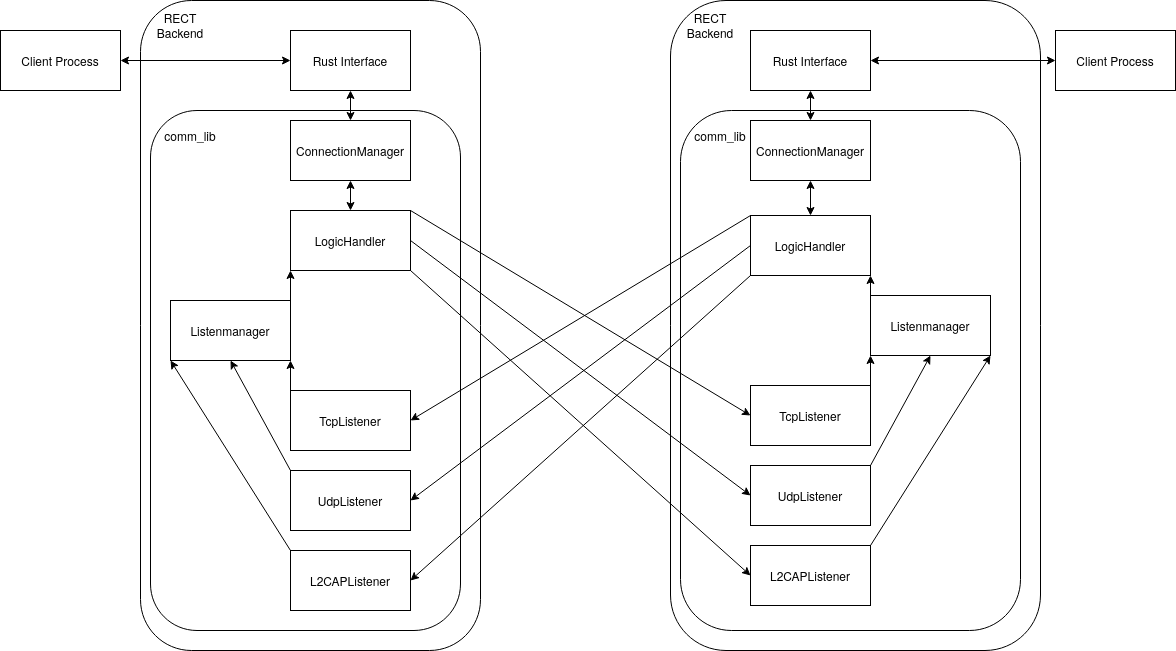 RECT
Backend
Client Process
Rust Interface
comm_lib
ConnectionManager
LogicHandler
Listenmanager
TcpListener
UdpListener
L2CAPListener
RECT
Backend
Rust Interface
Client Process
comm_lib
ConnectionManager
LogicHandler
Listenmanager
TcpListener
UdpListener
L2CAPListener